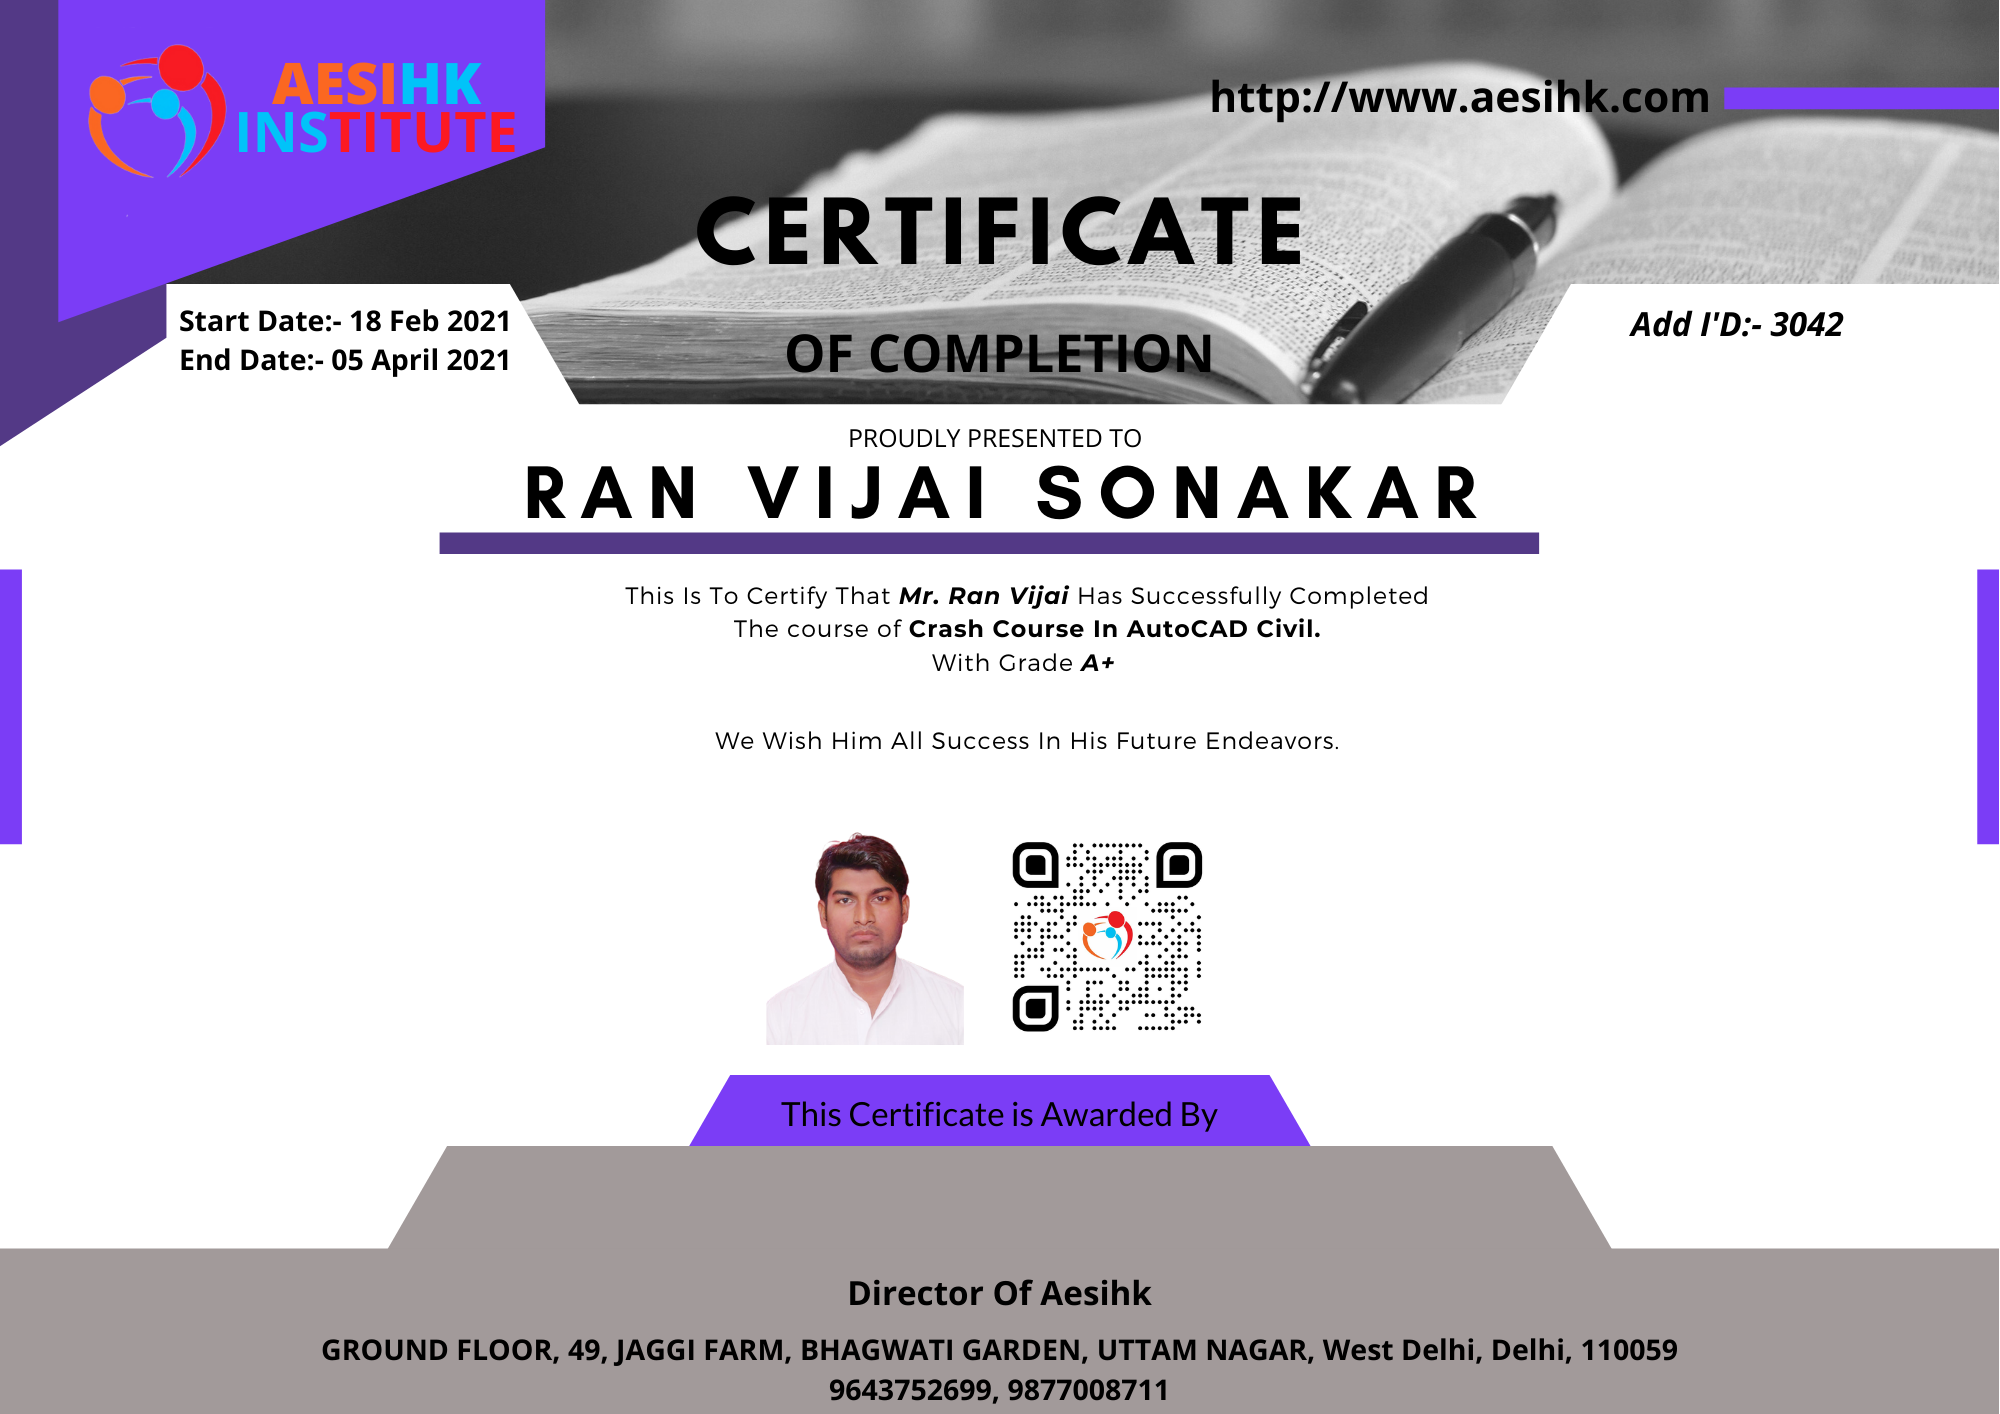 AESIHK
INSTITUTE
http://www.aesihk.com
CERTIFICATE
OF COMPLETION
Start Date:- 18 Feb 2021
End Date:- 05 April 2021
Add I'D:- 3042
PROUDLY PRESENTED TO
RAN VIJAI SONAKAR
This Is To Certify That Mr. Ran Vijai Has Successfully Completed
The course of Crash Course In AutoCAD Civil.
With Grade A+
We Wish Him All Success In His Future Endeavors.
This Certificate is Awarded By
Director Of Aesihk
GROUND FLOOR, 49, JAGGI FARM, BHAGWATI GARDEN, UTTAM NAGAR, West Delhi, Delhi, 110059
9643752699, 9877008711